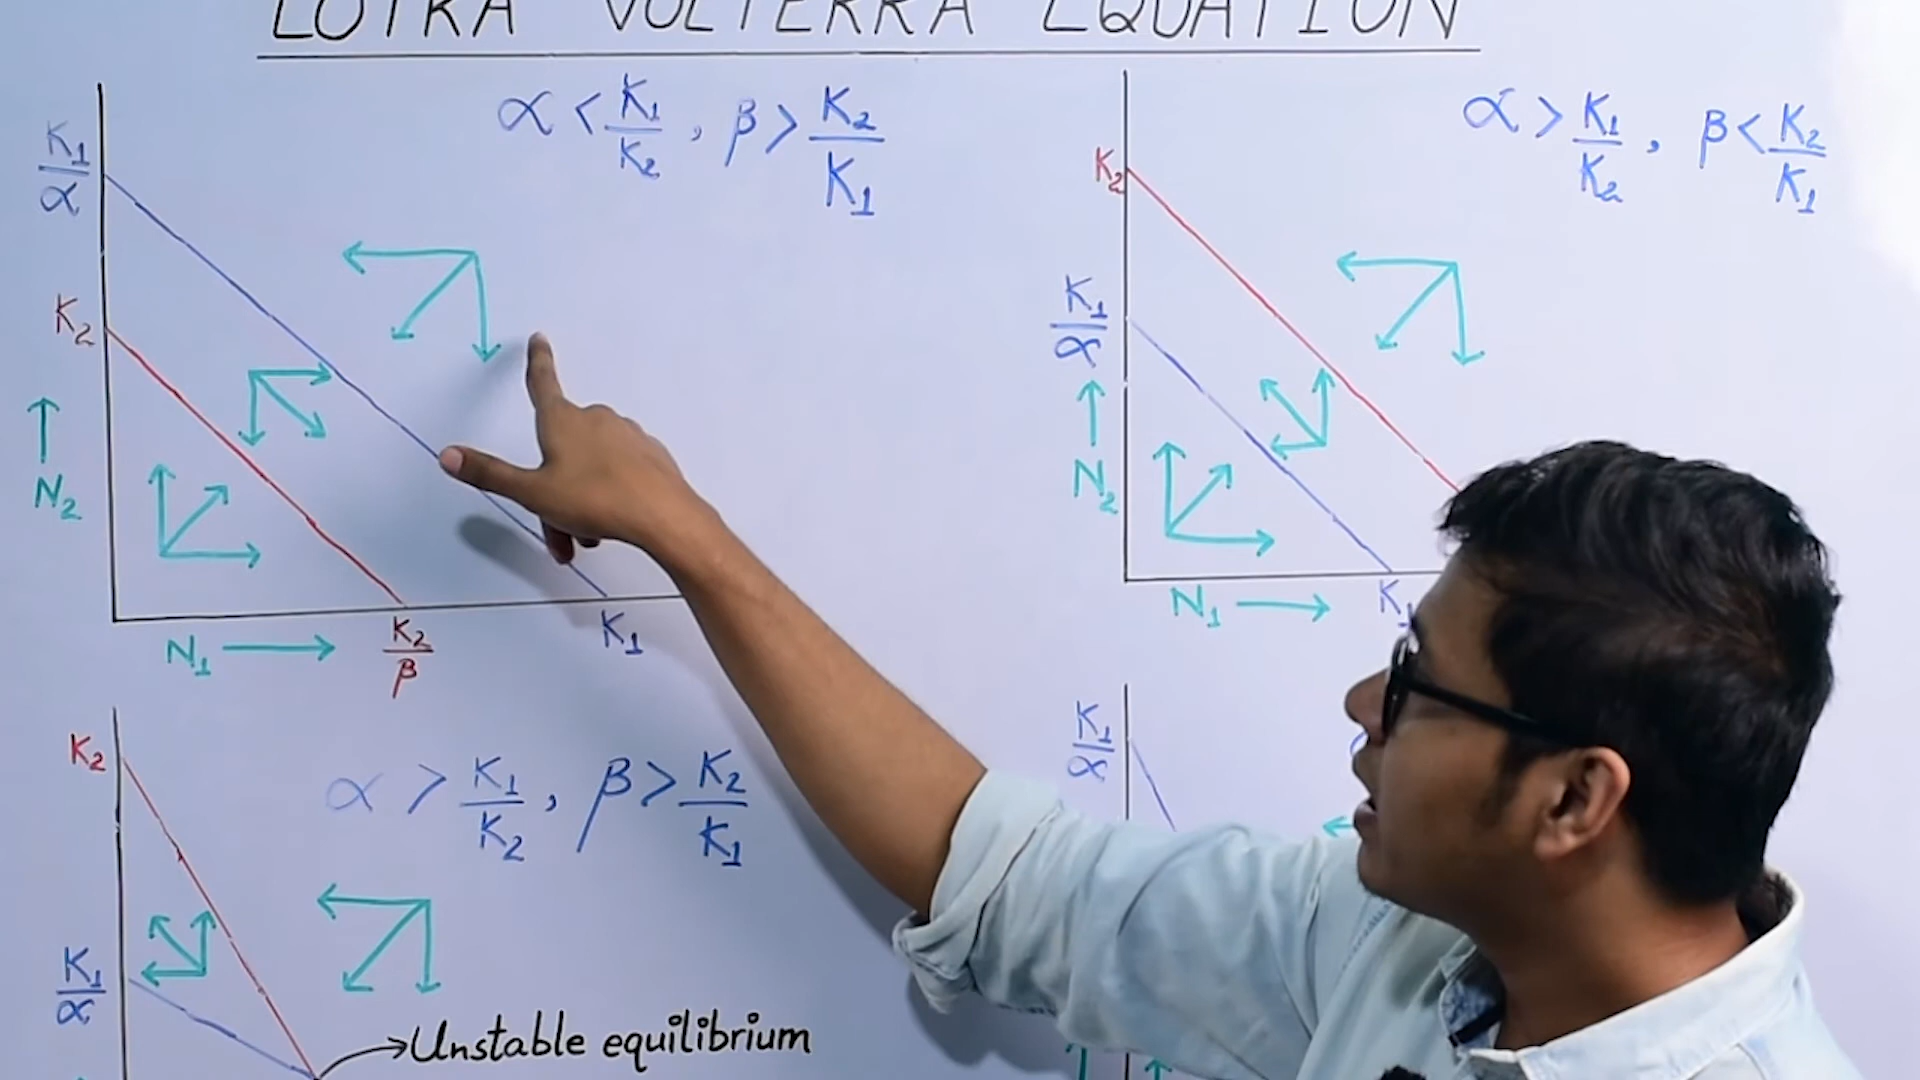 LOTKA VOLTERRA EQUATION
α < K₁/K₂ , β > K₂/K₁
K₁/α
K₂
↑
N₂
N₁ →
K₂/β
K₁
α > K₁/K₂ , β < K₂/K₁
K₂
K₁/α
↑
N₂
N₁ →
K₁
α > K₁/K₂ , β > K₂/K₁
K₂
K₁/α
→ Unstable equilibrium
K₁/α